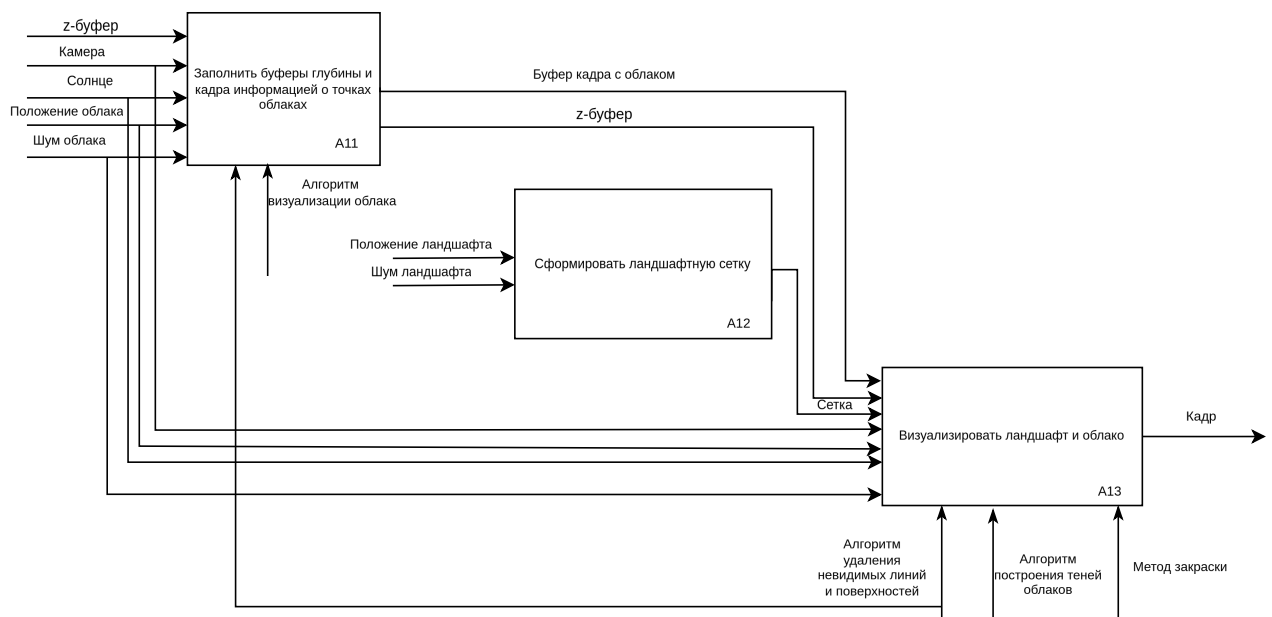 z-буфер
Камера
Солнце
Положение облака
Шум облака
Заполнить буферы глубины и
кадра информацией о точках
облаках
A11
Буфер кадра с облаком
z-буфер
Алгоритм
визуализации облака
Положение ландшафта
Шум ландшафта
Сформировать ландшафтную сетку
A12
Сетка
Визуализировать ландшафт и облако
A13
Кадр
Алгоритм
удаления
невидимых линий
и поверхностей
Алгоритм
построения теней
облаков
Метод закраски